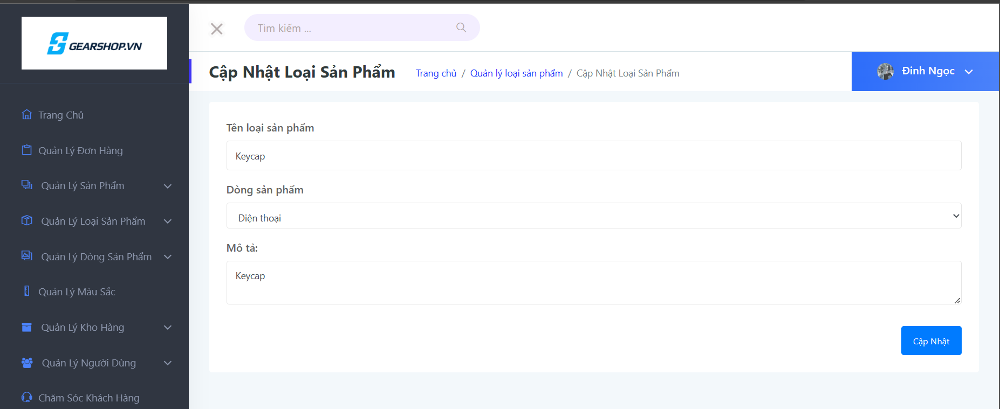 GEARSHOP.VN
Trang Chủ
Quản Lý Đơn Hàng
Quản Lý Sản Phẩm
Quản Lý Loại Sản Phẩm
Quản Lý Dòng Sản Phẩm
Quản Lý Màu Sắc
Quản Lý Kho Hàng
Quản Lý Người Dùng
Chăm Sóc Khách Hàng
Tìm kiếm ...
Cập Nhật Loại Sản Phẩm
Trang chủ / Quản lý loại sản phẩm / Cập Nhật Loại Sản Phẩm
Đinh Ngọc
Tên loại sản phẩm
Keycap
Dòng sản phẩm
Điện thoại
Mô tả:
Keycap
Cập Nhật